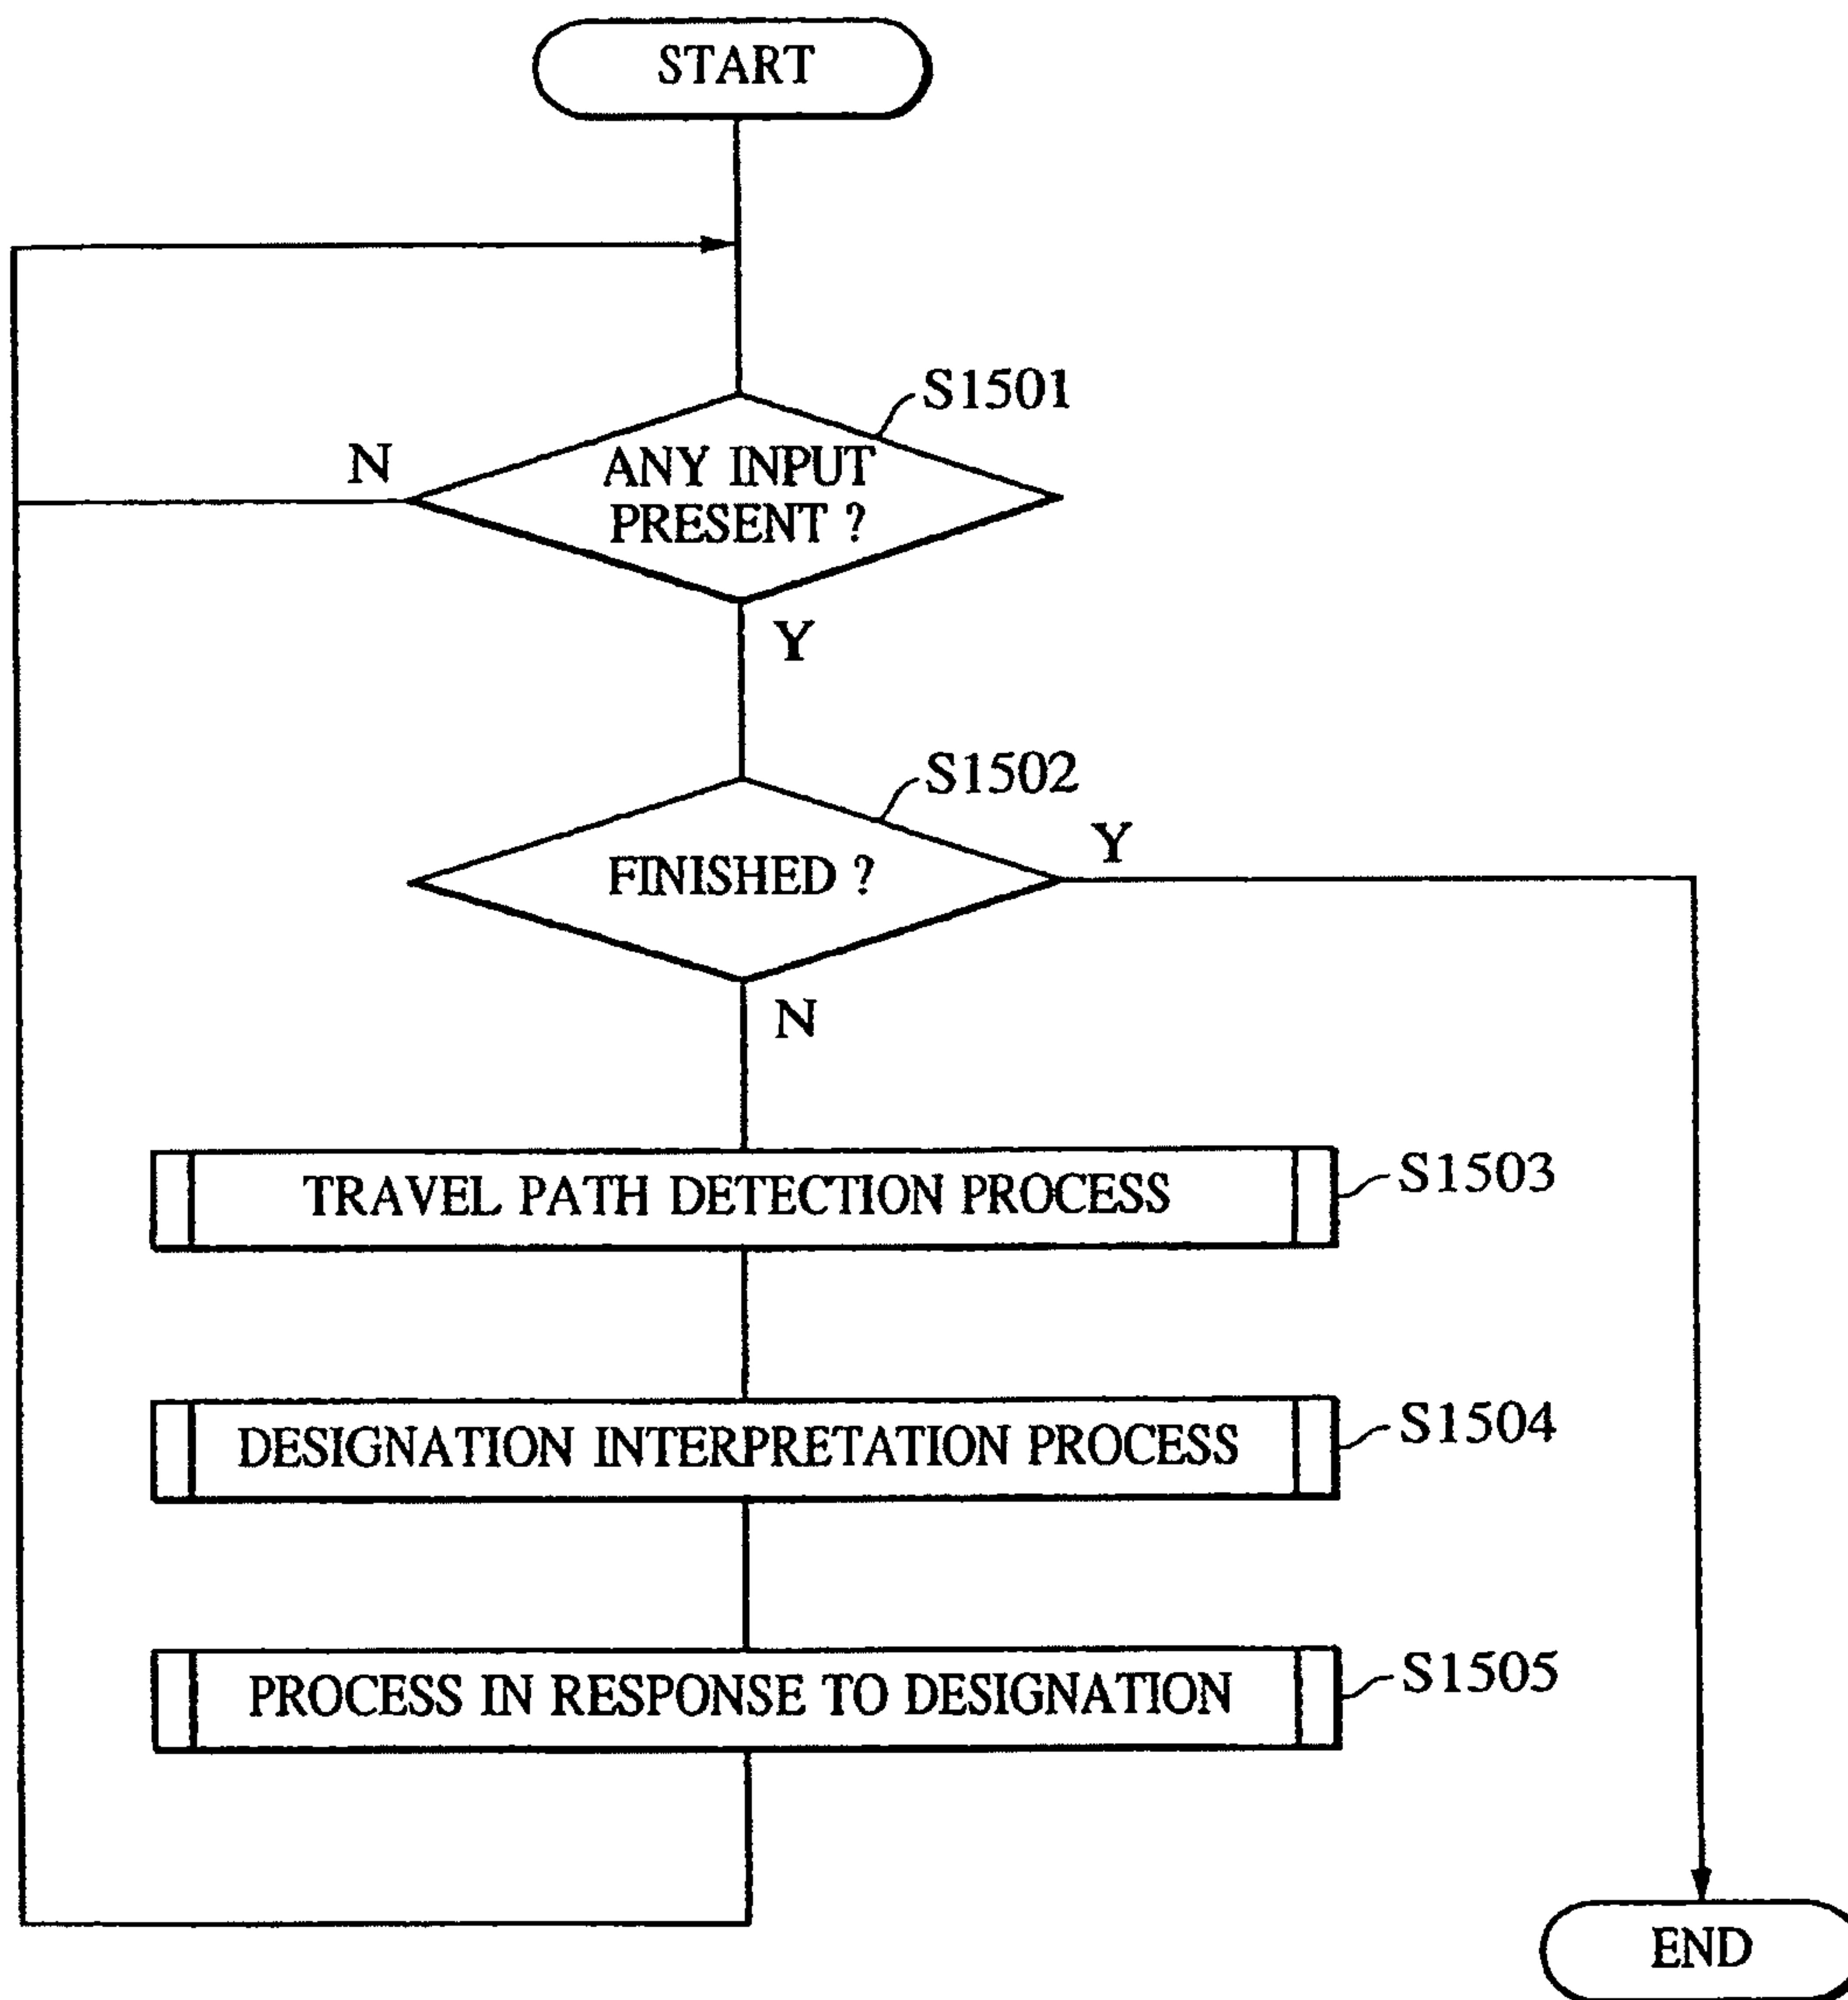 START
S1501
N
ANY INPUT
PRESENT ?
Y
S1502
Y
FINISHED ?
N
TRAVEL PATH DETECTION PROCESS
S1503
DESIGNATION INTERPRETATION PROCESS
S1504
PROCESS IN RESPONSE TO DESIGNATION
S1505
END